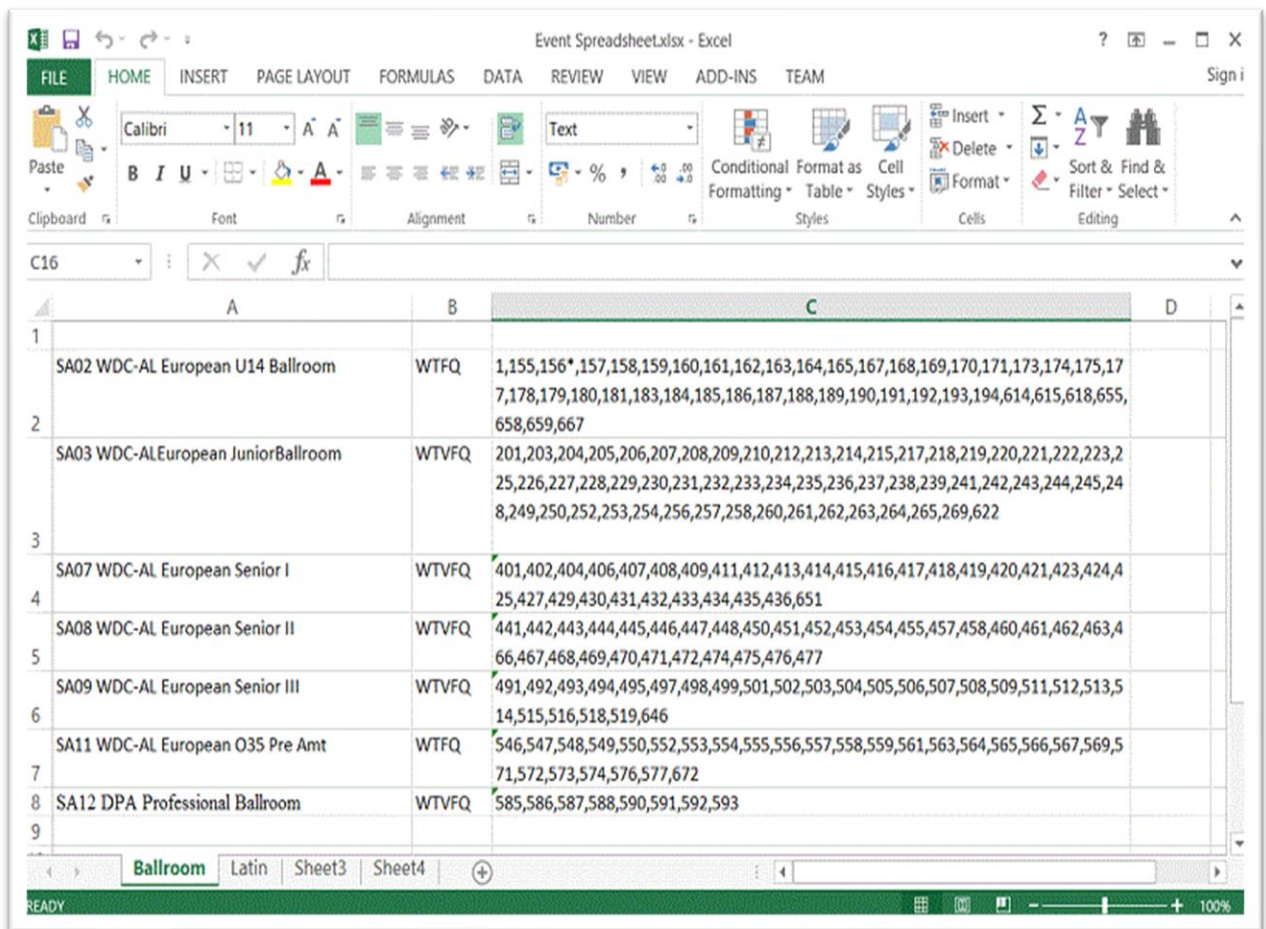 Event Spreadsheet.xlsx - Excel
?
FILE HOME INSERT PAGE LAYOUT FORMULAS DATA REVIEW VIEW ADD-INS TEAM Sign i
Calibri 11 A A Text Insert
Paste Conditional Format as Cell Delete Sort & Find &
B I U A % , Formatting Table Styles Format Filter Select
Clipboard Font Alignment Number Styles Cells Editing
C16 fx
A B C D
1
SA02 WDC-AL European U14 Ballroom WTFQ 1,155,156*,157,158,159,160,161,162,163,164,165,167,168,169,170,171,173,174,175,17
7,178,179,180,181,183,184,185,186,187,188,189,190,191,192,193,194,614,615,618,655,
2 658,659,667
SA03 WDC-ALEuropean JuniorBallroom WTVFQ 201,203,204,205,206,207,208,209,210,212,213,214,215,217,218,219,220,221,222,223,2
25,226,227,228,229,230,231,232,233,234,235,236,237,238,239,241,242,243,244,245,24
8,249,250,252,253,254,256,257,258,260,261,262,263,264,265,269,622
3
SA07 WDC-AL European Senior I WTVFQ 401,402,404,406,407,408,409,411,412,413,414,415,416,417,418,419,420,421,423,424,4
4 25,427,429,430,431,432,433,434,435,436,651
SA08 WDC-AL European Senior II WTVFQ 441,442,443,444,445,446,447,448,450,451,452,453,454,455,457,458,460,461,462,463,4
5 66,467,468,469,470,471,472,474,475,476,477
SA09 WDC-AL European Senior III WTVFQ 491,492,493,494,495,497,498,499,501,502,503,504,505,506,507,508,509,511,512,513,5
6 14,515,516,518,519,646
SA11 WDC-AL European O35 Pre Amt WTFQ 546,547,548,549,550,552,553,554,555,556,557,558,559,561,563,564,565,566,567,569,5
7 71,572,573,574,576,577,672
8 SA12 DPA Professional Ballroom WTVFQ 585,586,587,588,590,591,592,593
9
Ballroom Latin Sheet3 Sheet4
READY 100%